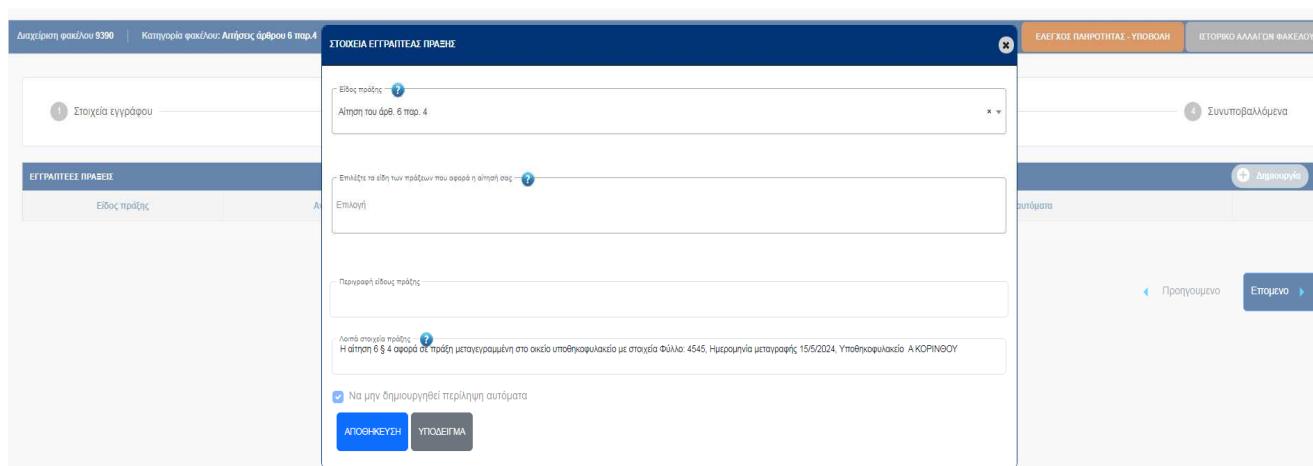 Διαχείριση φακέλου 9390 | Κατηγορία φακέλου: Αιτήσεις άρθρου 6 παρ.4
ΣΤΟΙΧΕΙΑ ΕΓΓΡΑΠΤΕΑΣ ΠΡΑΞΗΣ
ΕΛΕΓΧΟΣ ΠΛΗΡΟΤΗΤΑΣ - ΥΠΟΒΟΛΗ
ΙΣΤΟΡΙΚΟ ΑΛΛΑΓΩΝ ΦΑΚΕΛΟΥ
1 Στοιχεία εγγράφου
4 Συνυποβαλλόμενα
Είδος πράξης ?
Αίτηση του άρθ. 6 παρ. 4
ΕΓΓΡΑΠΤΕΕΣ ΠΡΑΞΕΙΣ
Δημιουργία
Είδος πράξης
αυτόματα
Επιλέξτε τα είδη των πράξεων που αφορά η αίτησή σας ?
Επιλογή
Περιγραφή είδους πράξης
Προηγουμενο
Επομενο
Λοιπά στοιχεία πράξης ?
Η αίτηση 6 § 4 αφορά σε πράξη μεταγεγραμμένη στο οικείο υποθηκοφυλακείο με στοιχεία Φύλλο: 4545, Ημερομηνία μεταγραφής 15/5/2024, Υποθηκοφυλακείο Α ΚΟΡΙΝΘΟΥ
Να μην δημιουργηθεί περίληψη αυτόματα
ΑΠΟΘΗΚΕΥΣΗ
ΥΠΟΔΕΙΓΜΑ